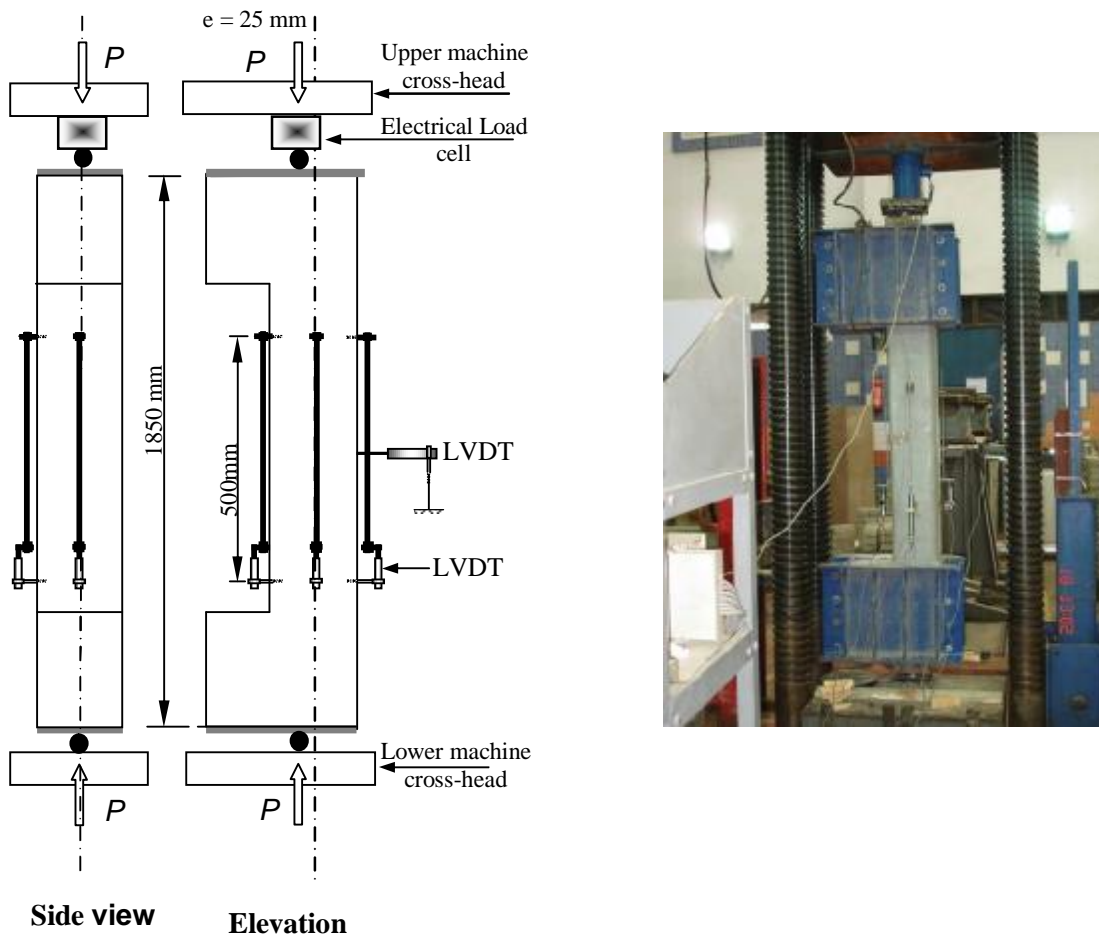 e = 25 mm
P
P
Upper machine
cross-head
Electrical Load
cell
1850 mm
500mm
LVDT
LVDT
Lower machine
cross-head
P
P
Side view
Elevation